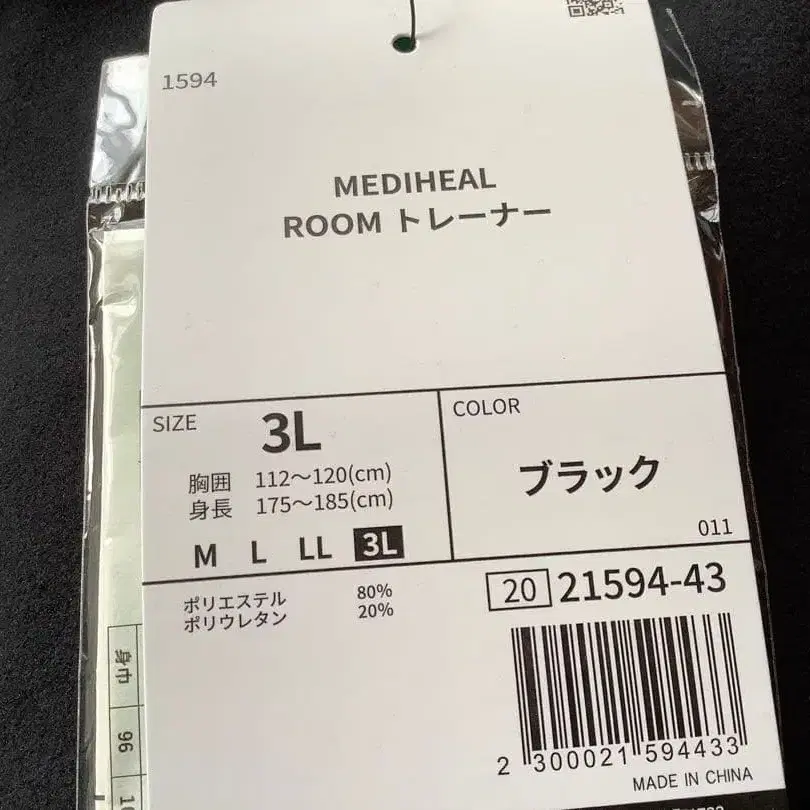 1594
MEDIHEAL
ROOM トレーナー
SIZE
3L
胸囲 112～120(cm)
身長 175～185(cm)
M L LL 3L
COLOR
ブラック
011
ポリエステル 80%
ポリウレタン 20%
20 21594-43
2 300021 594433
MADE IN CHINA
身巾
96